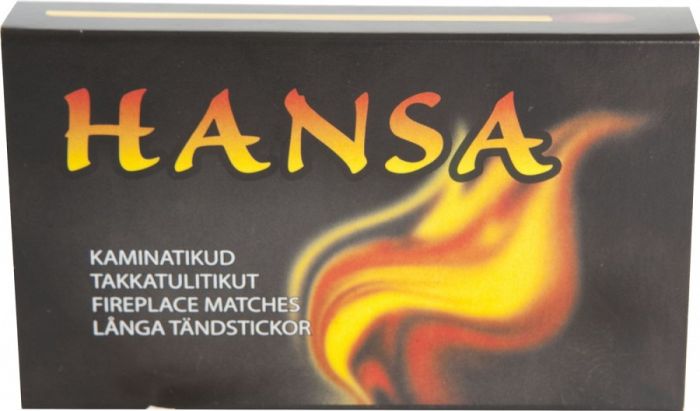 HANSA
KAMINATIKUD
TAKKATULITIKUT
FIREPLACE MATCHES
LÅNGA TÄNDSTICKOR